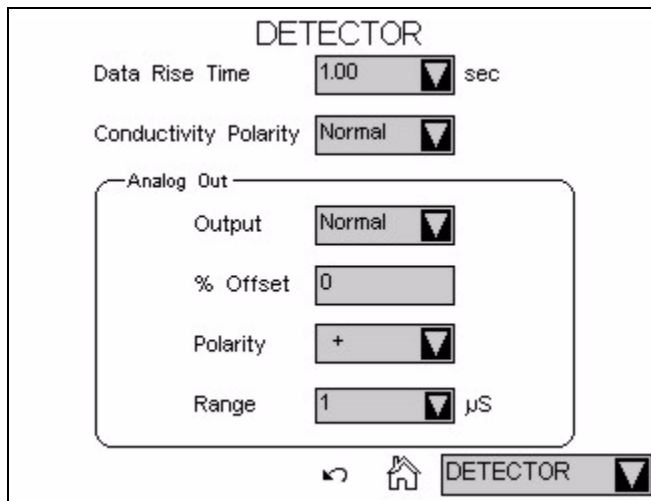 DETECTOR
Data Rise Time 1.00 sec
Conductivity Polarity Normal
Analog Out
Output Normal
% Offset 0
Polarity +
Range 1 µS
DETECTOR